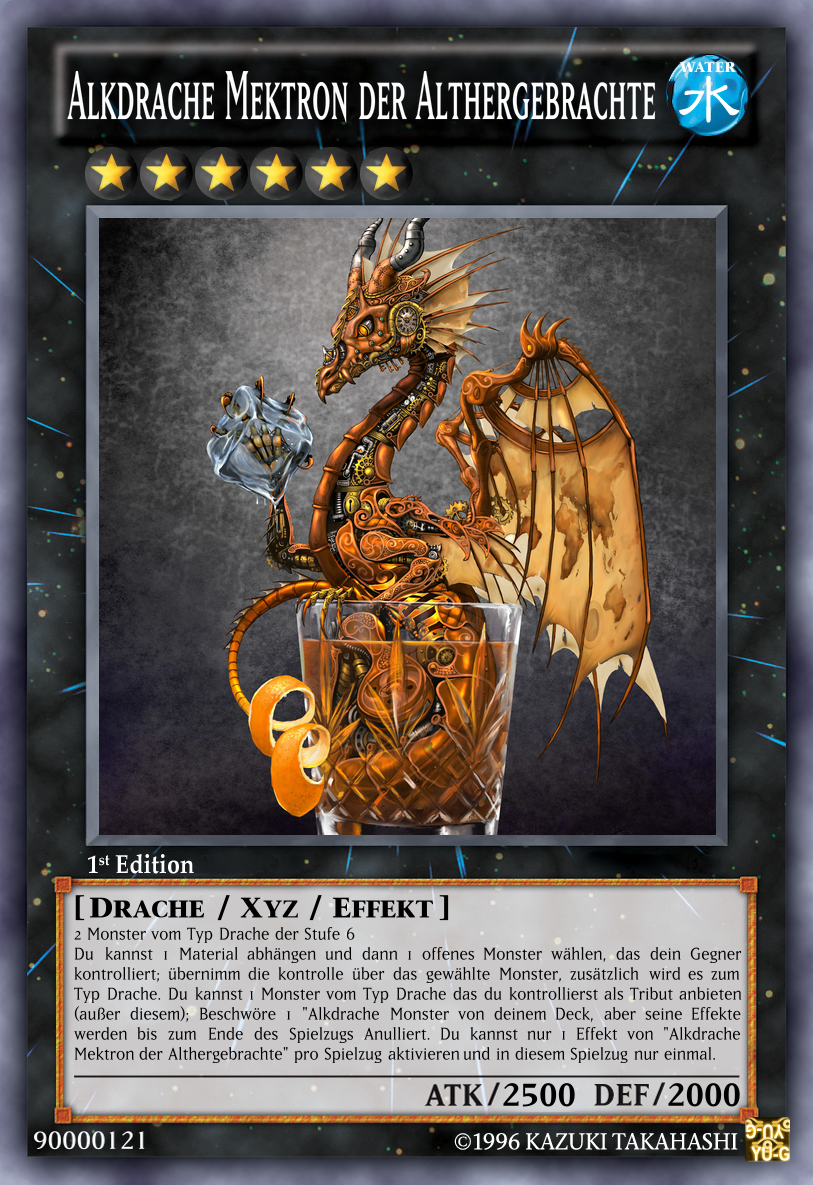 Alkdrache Mektron der Althergebrachte
WATER
水
1st Edition
[ Drache / Xyz / Effekt ]
2 Monster vom Typ Drache der Stufe 6
Du kannst 1 Material abhängen und dann 1 offenes Monster wählen, das dein Gegner
kontrolliert; übernimm die kontrolle über das gewählte Monster, zusätzlich wird es zum
Typ Drache. Du kannst 1 Monster vom Typ Drache das du kontrollierst als Tribut anbieten
(außer diesem); Beschwöre 1 "Alkdrache Monster von deinem Deck, aber seine Effekte
werden bis zum Ende des Spielzugs Anulliert. Du kannst nur 1 Effekt von "Alkdrache
Mektron der Althergebrachte" pro Spielzug aktivieren und in diesem Spielzug nur einmal.
ATK/2500 DEF/2000
90000121
©1996 KAZUKI TAKAHASHI
YU-G